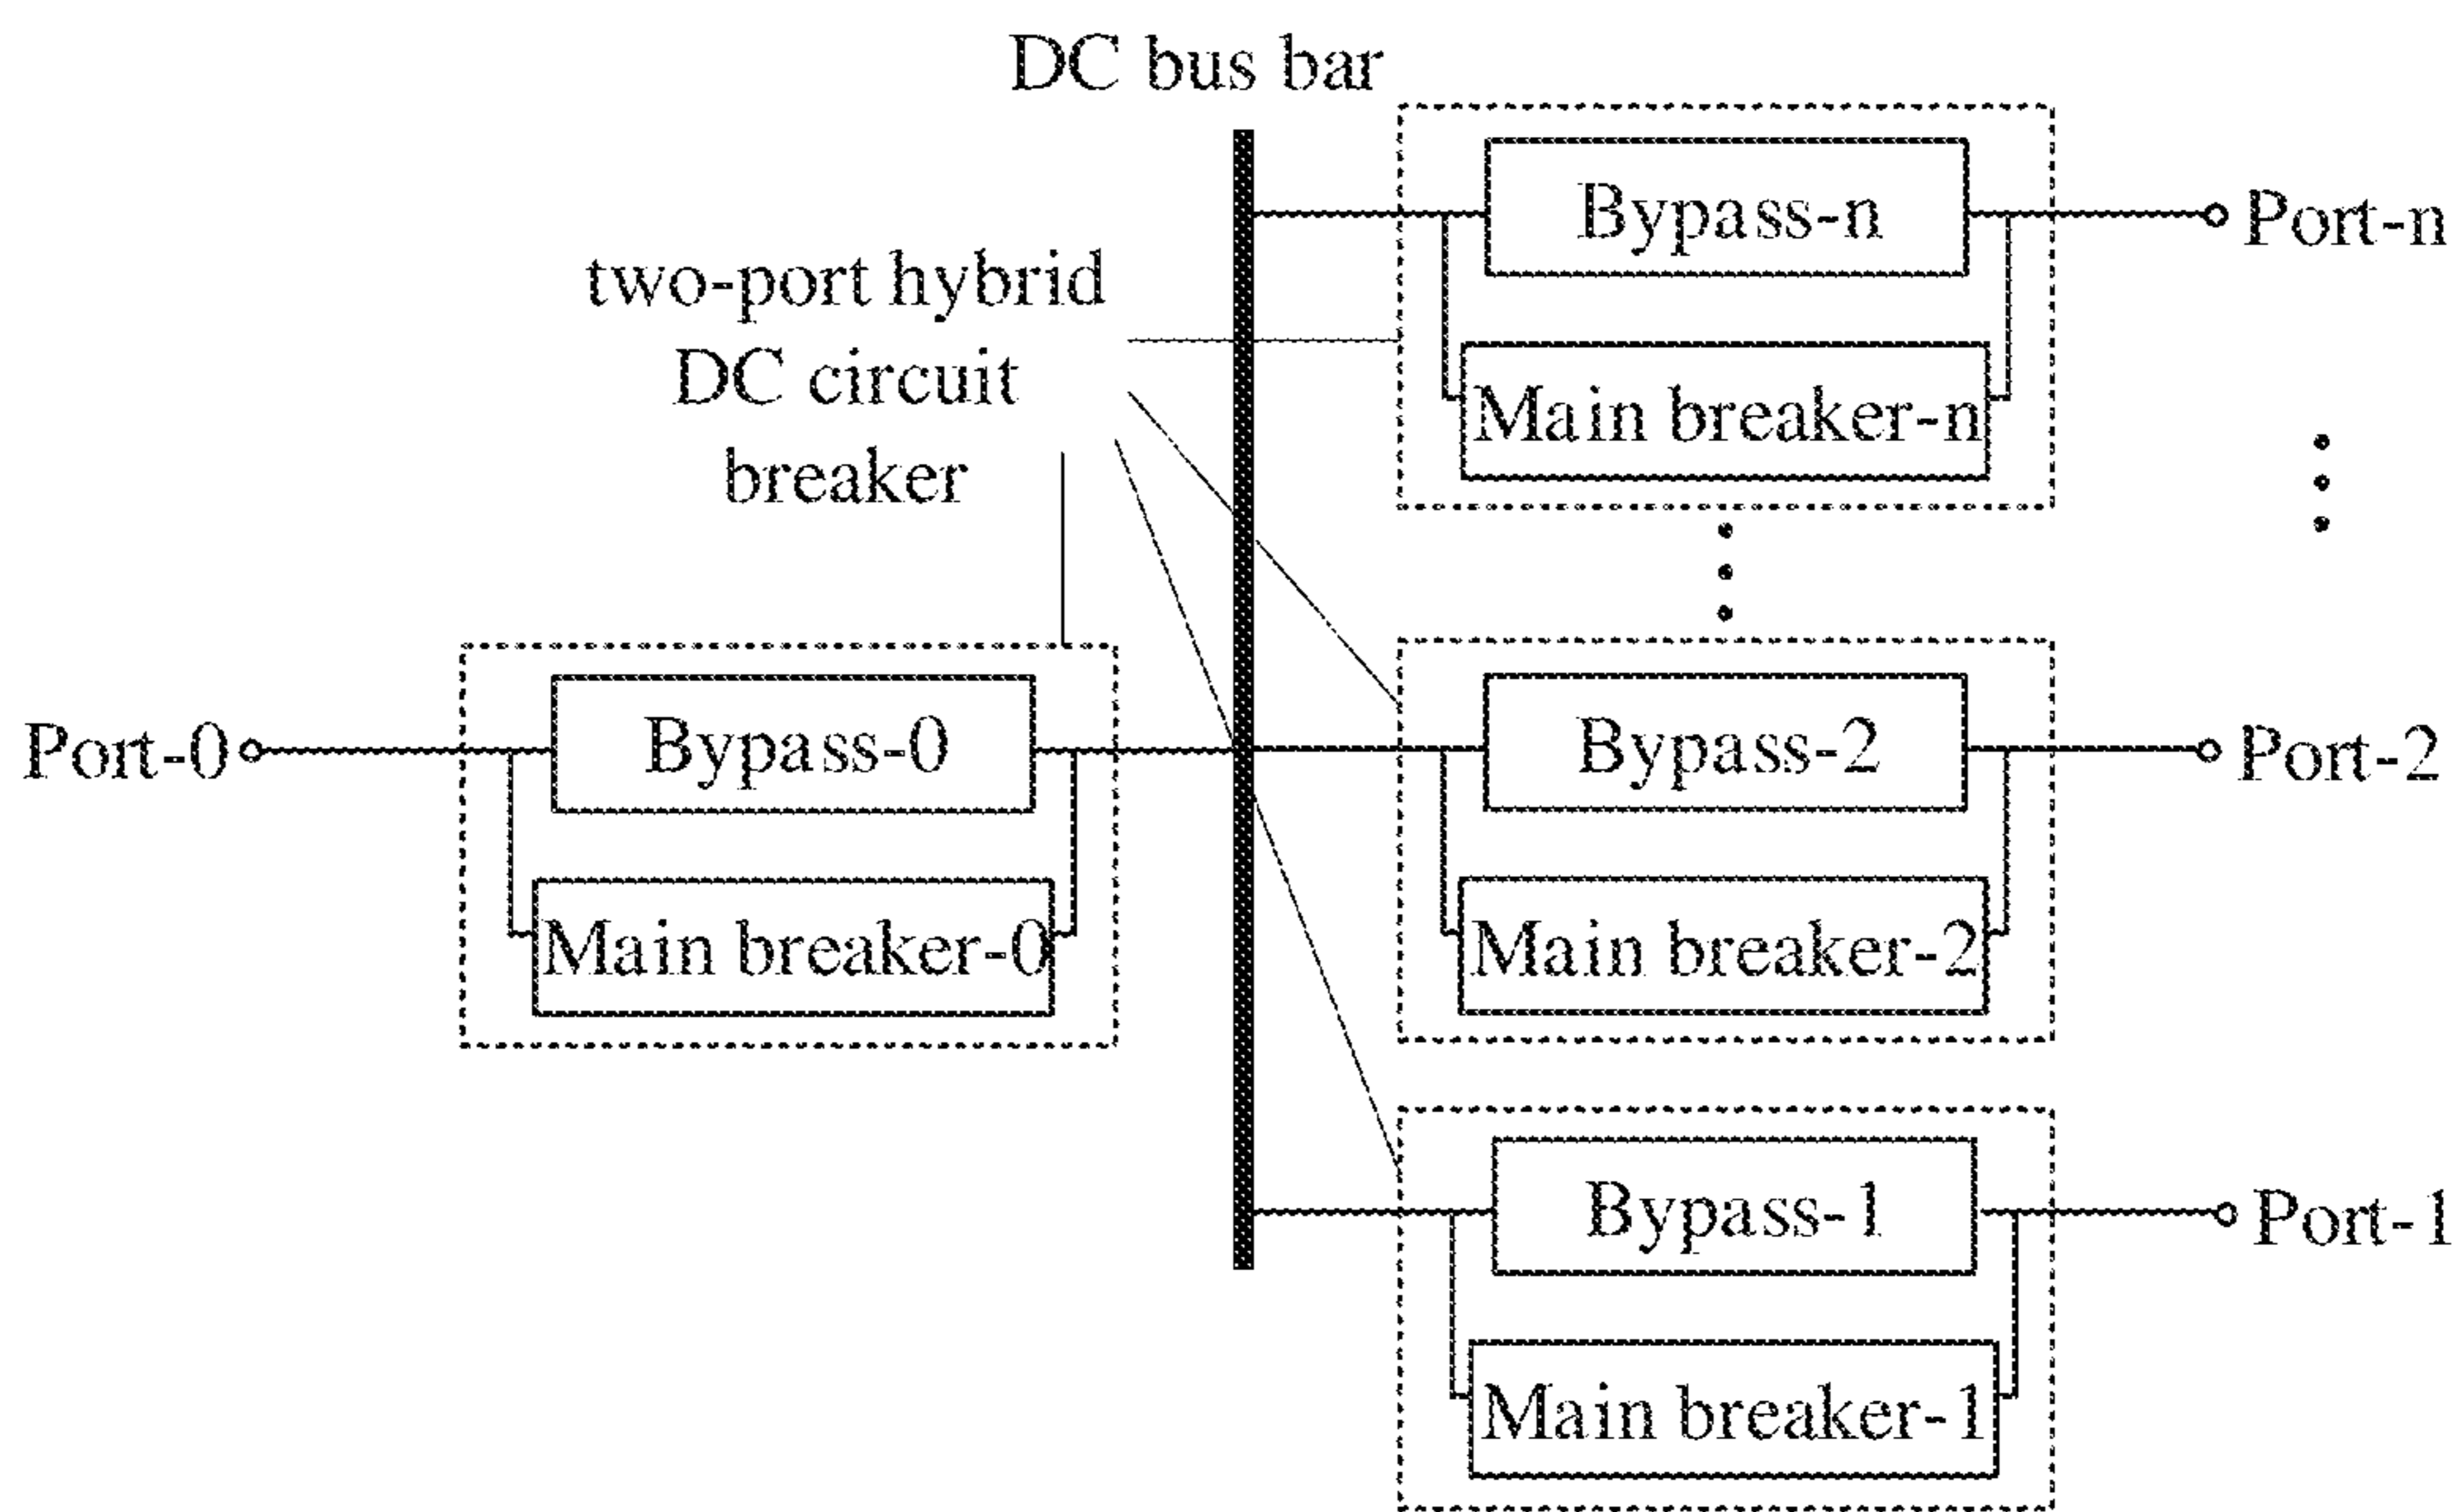 DC bus bar
Bypass-n
Port-n
two-port hybrid
DC circuit
breaker
Main breaker-n
Port-0
Bypass-0
Bypass-2
Port-2
Main breaker-0
Main breaker-2
Bypass-1
Port-1
Main breaker-1